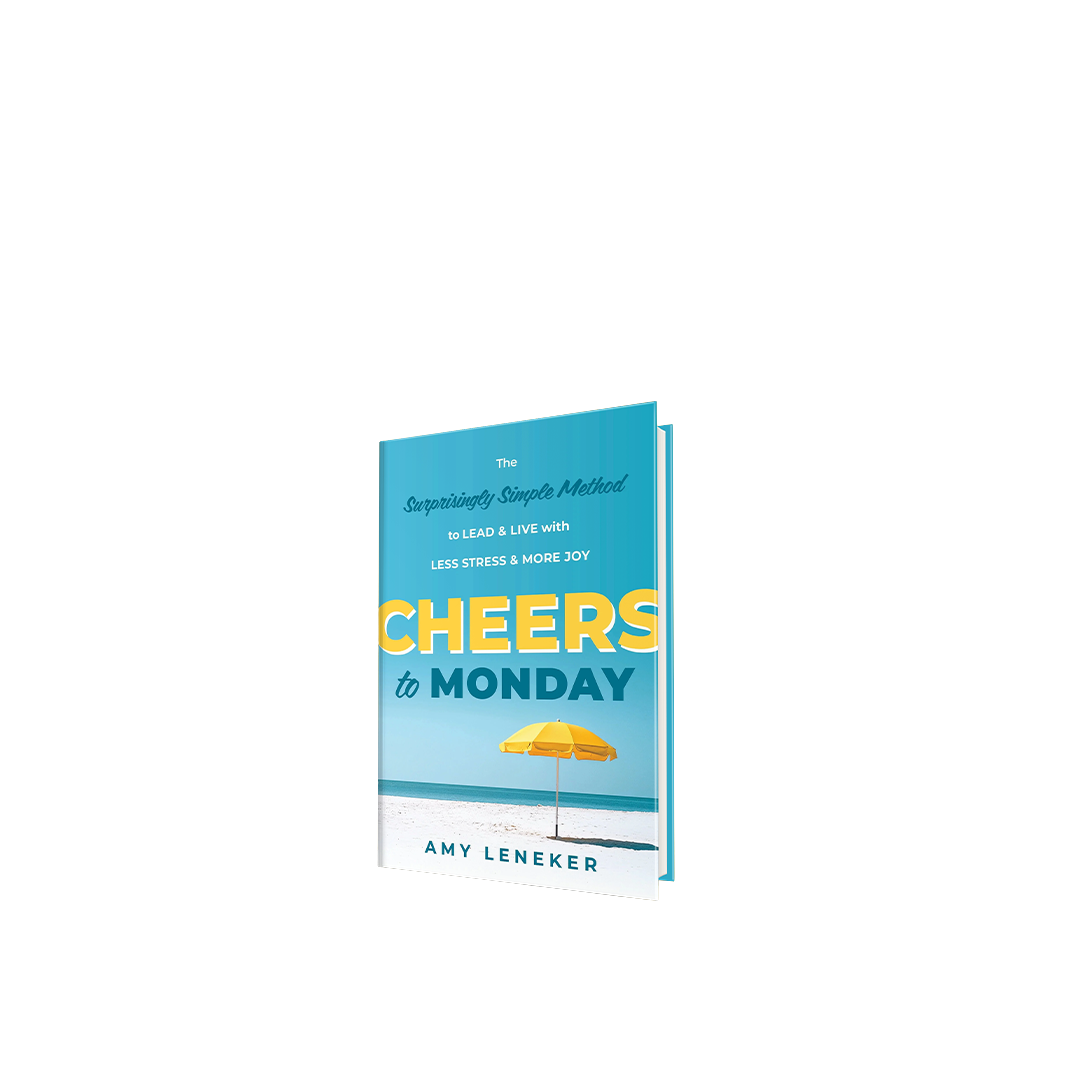 The
Surprisingly Simple Method
to LEAD & LIVE with
LESS STRESS & MORE JOY
CHEERS
to MONDAY
AMY LENEKER